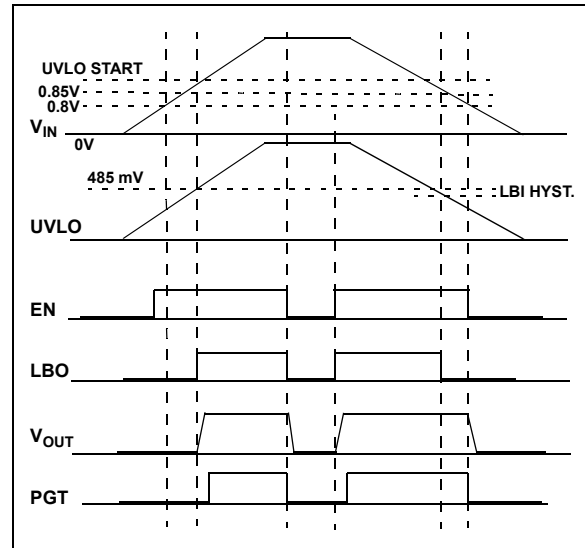 UVLO START
0.85V
0.8V
VIN
0V
485 mV
LBI HYST.
UVLO
EN
LBO
VOUT
PGT